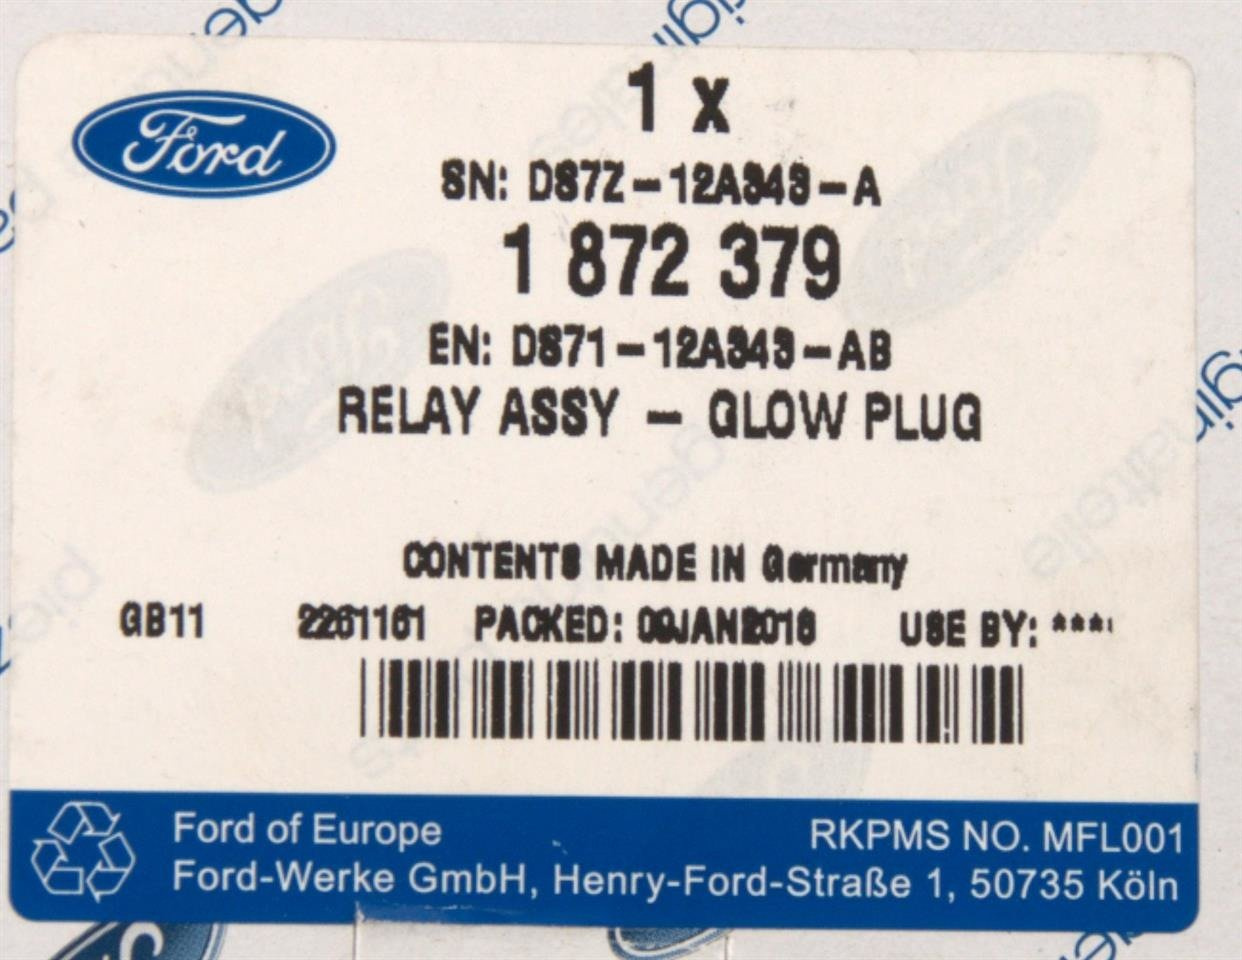 Ford
1 x
SN: DS7Z-12A343-A
1 872 379
EN: DS71-12A343-AB
RELAY ASSY - GLOW PLUG
CONTENTS MADE IN Germany
GB11 2261161 PACKED: 09JAN2018 USE BY: ****
Ford of Europe
RKPMS NO. MFL001
Ford-Werke GmbH, Henry-Ford-Straße 1, 50735 Köln